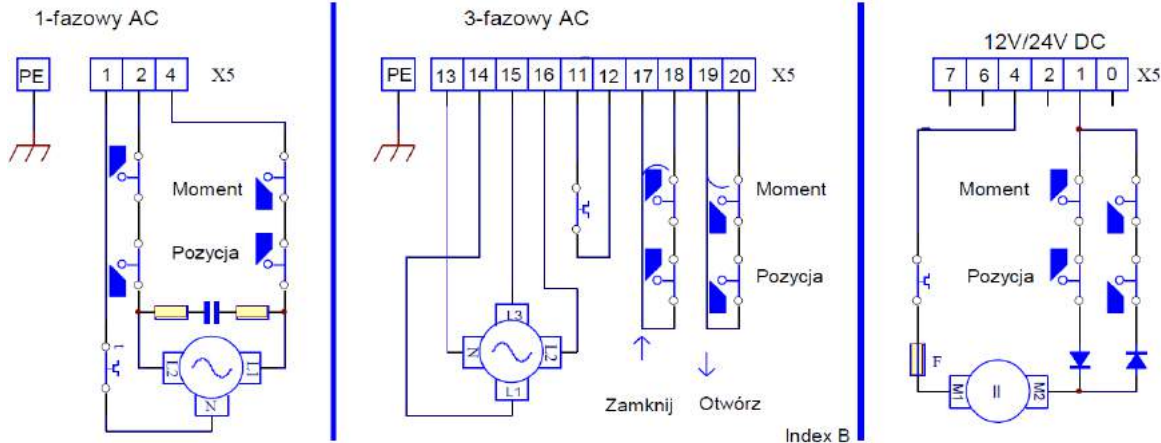 1-fazowy AC
PE
1 2 4 X5
Moment
Pozycja
L2 L1
N
3-fazowy AC
PE
13 14 15 16 11 12 17 18 19 20 X5
Moment
Pozycja
L3
N L2
L1
Zamknij Otwórz
Index B
12V/24V DC
7 6 4 2 1 0 X5
Moment
Pozycja
F
M1 II M2